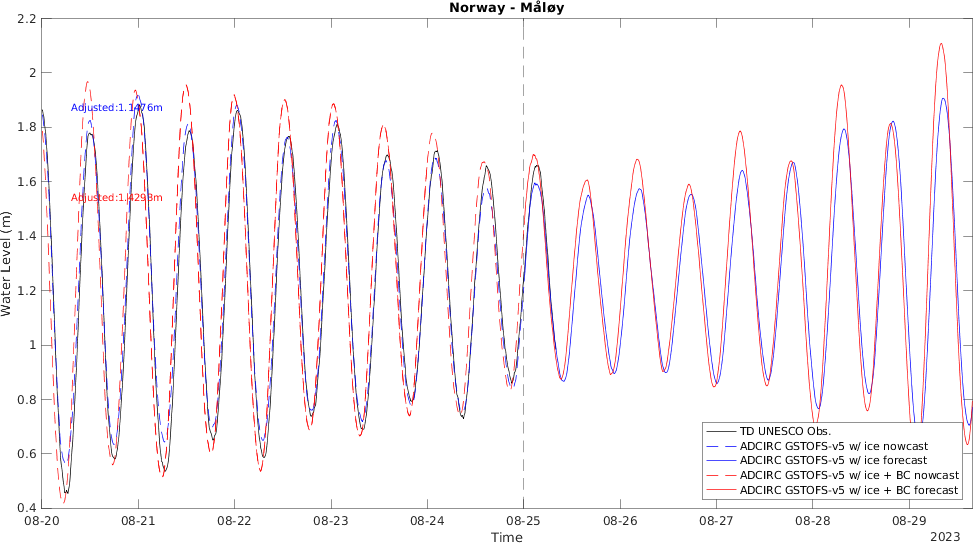 Norway - Måløy
2.2
2
1.8
1.6
1.4
1.2
1
0.8
0.6
0.4
Water Level (m)
Adjusted:1.1476m
Adjusted:1.4293m
TD UNESCO Obs.
ADCIRC GSTOFS-v5 w/ ice nowcast
ADCIRC GSTOFS-v5 w/ ice forecast
ADCIRC GSTOFS-v5 w/ ice + BC nowcast
ADCIRC GSTOFS-v5 w/ ice + BC forecast
08-20 08-21 08-22 08-23 08-24 08-25 08-26 08-27 08-28 08-29
Time
2023